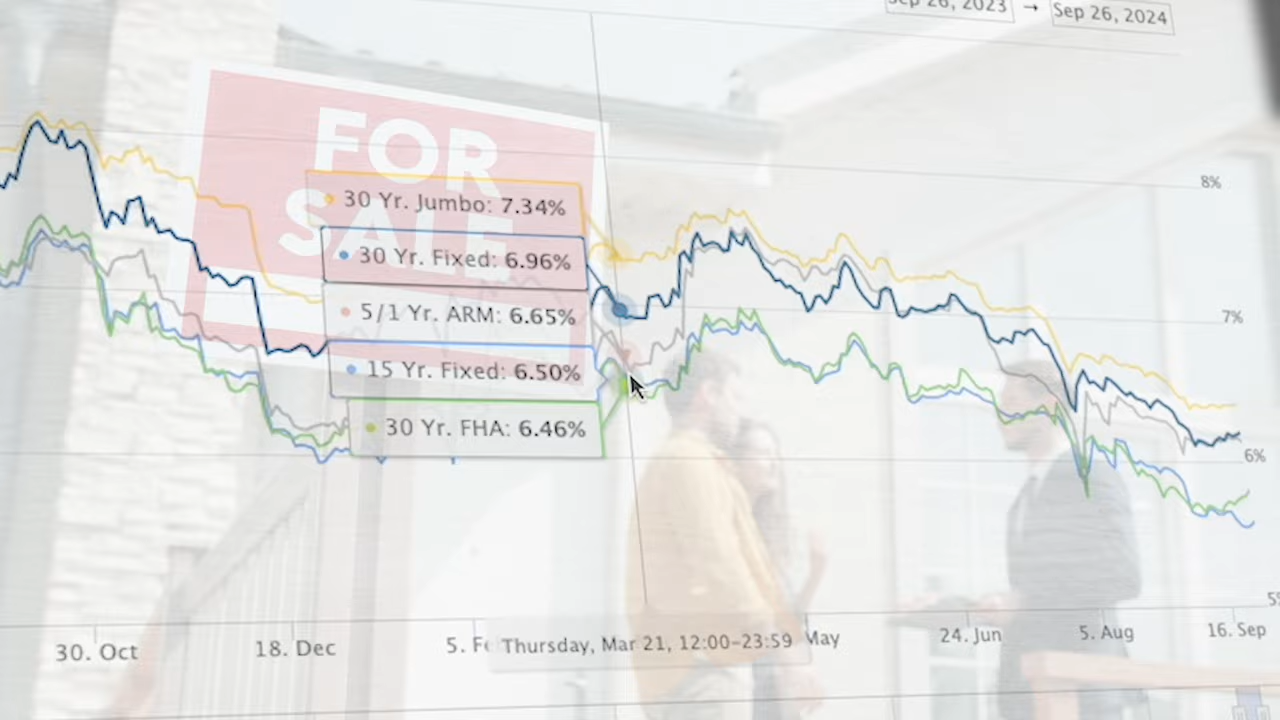 Sep 26, 2023 → Sep 26, 2024
FOR
SALE
30 Yr. Jumbo: 7.34%
30 Yr. Fixed: 6.96%
5/1 Yr. ARM: 6.65%
15 Yr. Fixed: 6.50%
30 Yr. FHA: 6.46%
8%
7%
6%
30. Oct
18. Dec
5. Thursday, Mar 21, 12:00-23:59 May
24. Jun
5. Aug
16. Sep